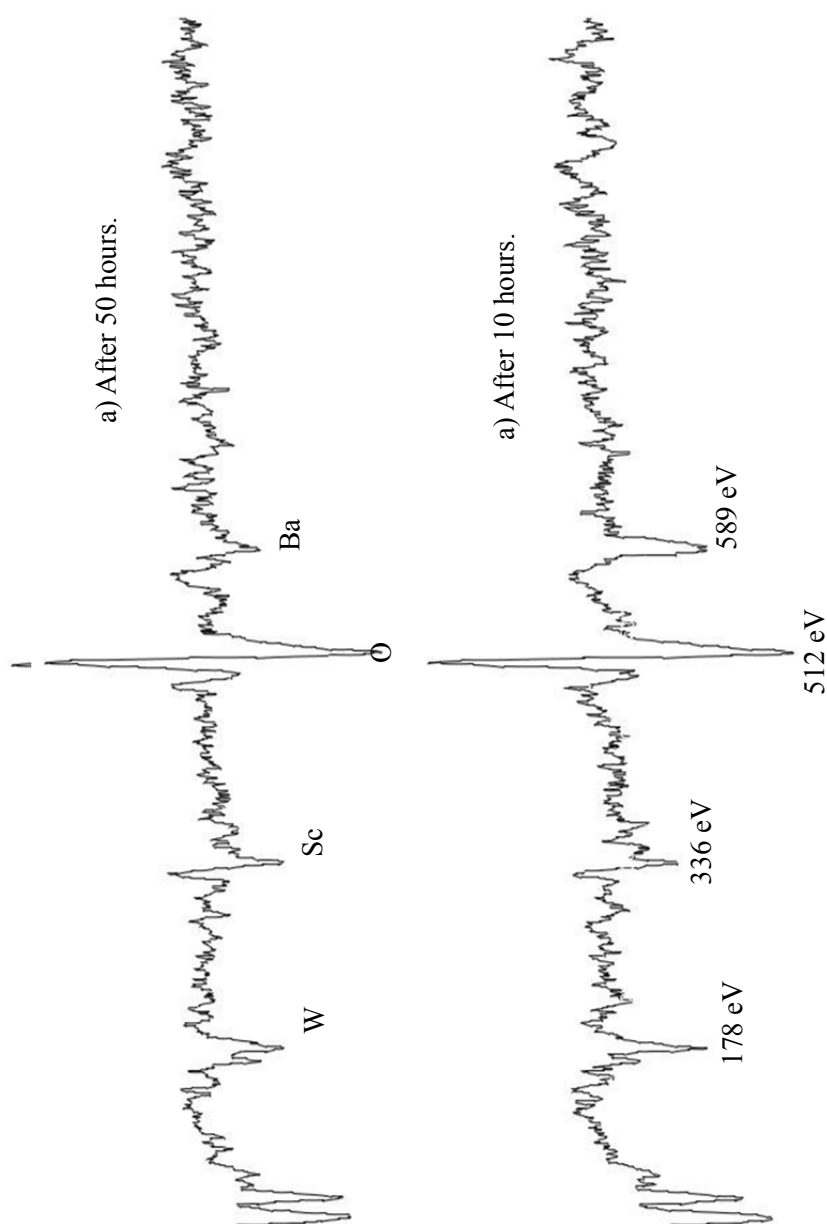 a) After 50 hours.
W
Sc
O
Ba
a) After 10 hours.
178 eV
336 eV
512 eV
589 eV